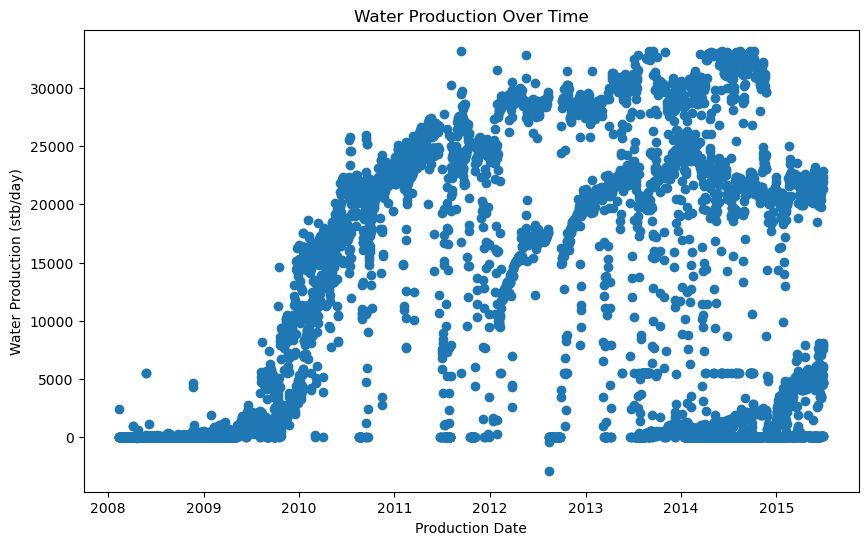 Water Production Over Time
Water Production (stb/day)
30000
25000
20000
15000
10000
5000
0
2008 2009 2010 2011 2012 2013 2014 2015
Production Date